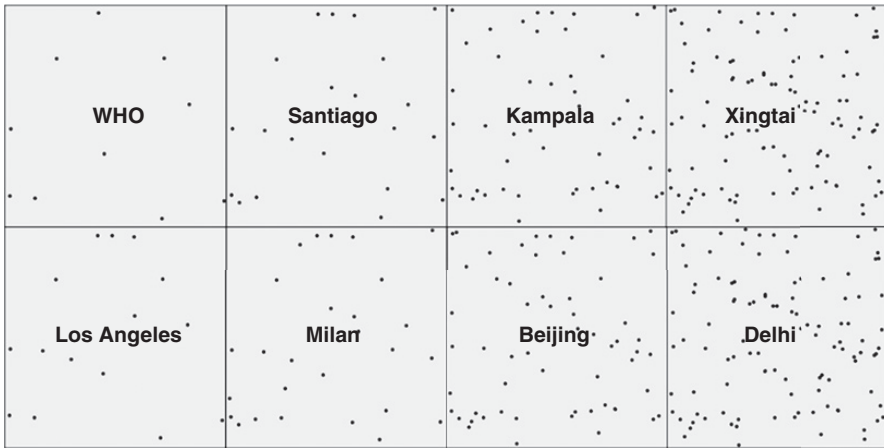 WHO
Santiago
Kampala
Xingtai
Los Angeles
Milan
Beijing
Delhi